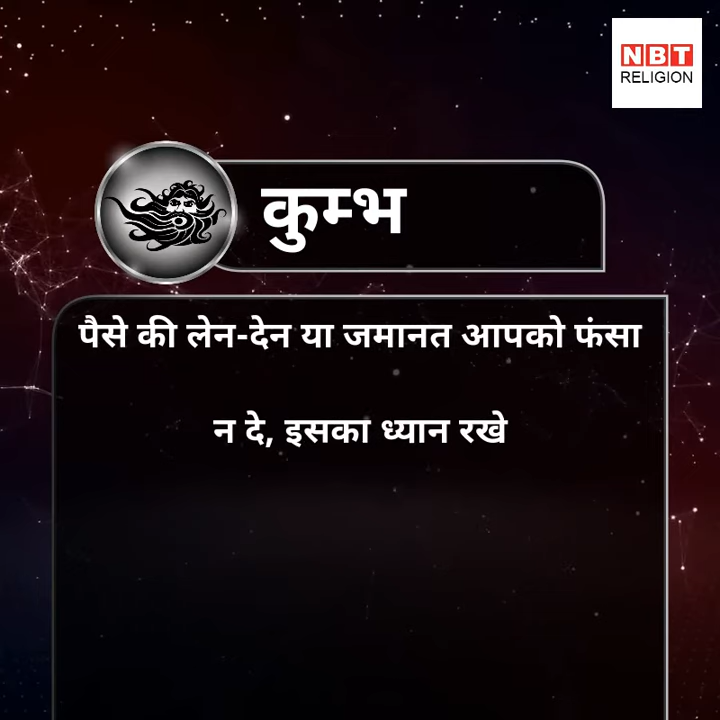 NBT
RELIGION
कुम्भ
पैसे की लेन-देन या जमानत आपको फंसा
न दे, इसका ध्यान रखे